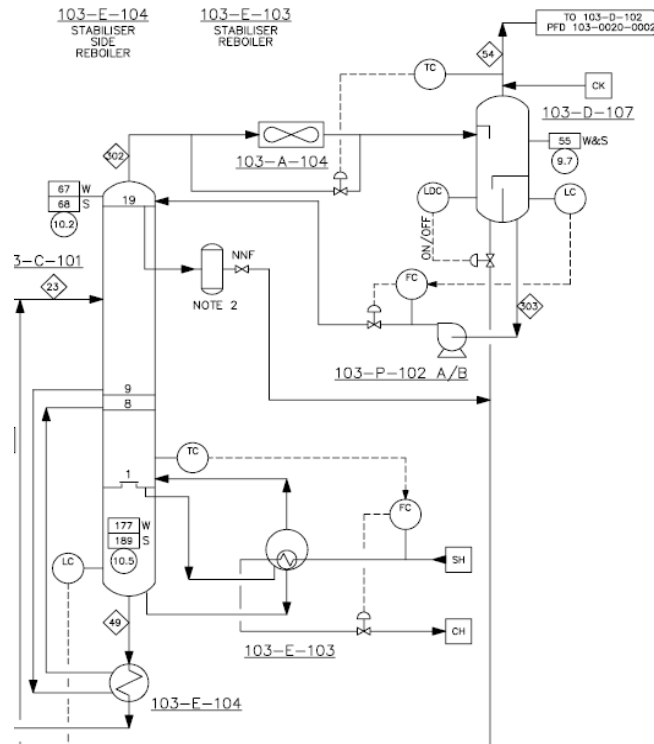 103-E-104
STABILISER
SIDE
REBOILER
103-E-103
STABILISER
REBOILER
TO 103-D-102
PFD 103-0020-0002
54
TC
CK
103-D-107
302
103-A-104
55 W&S
9.7
67 W
68 S
10.2
19
LDC
LC
ON/OFF
3-C-101
23
NNF
NOTE 2
FC
303
103-P-102 A/B
9
8
TC
1
FC
177 W
189 S
10.5
LC
SH
CH
49
103-E-103
103-E-104